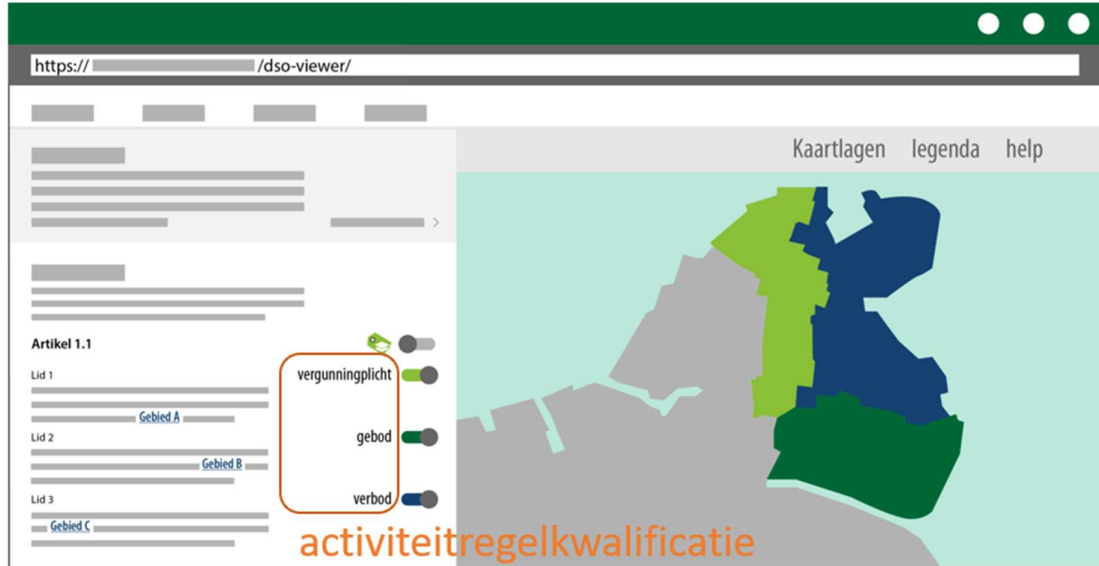 https:// /dso-viewer/
Kaartlagen legenda help
Artikel 1.1
Lid 1
vergunningplicht
Gebied A
Lid 2
gebod
Gebied B
Lid 3
verbod
Gebied C
activiteitregelkwalificatie